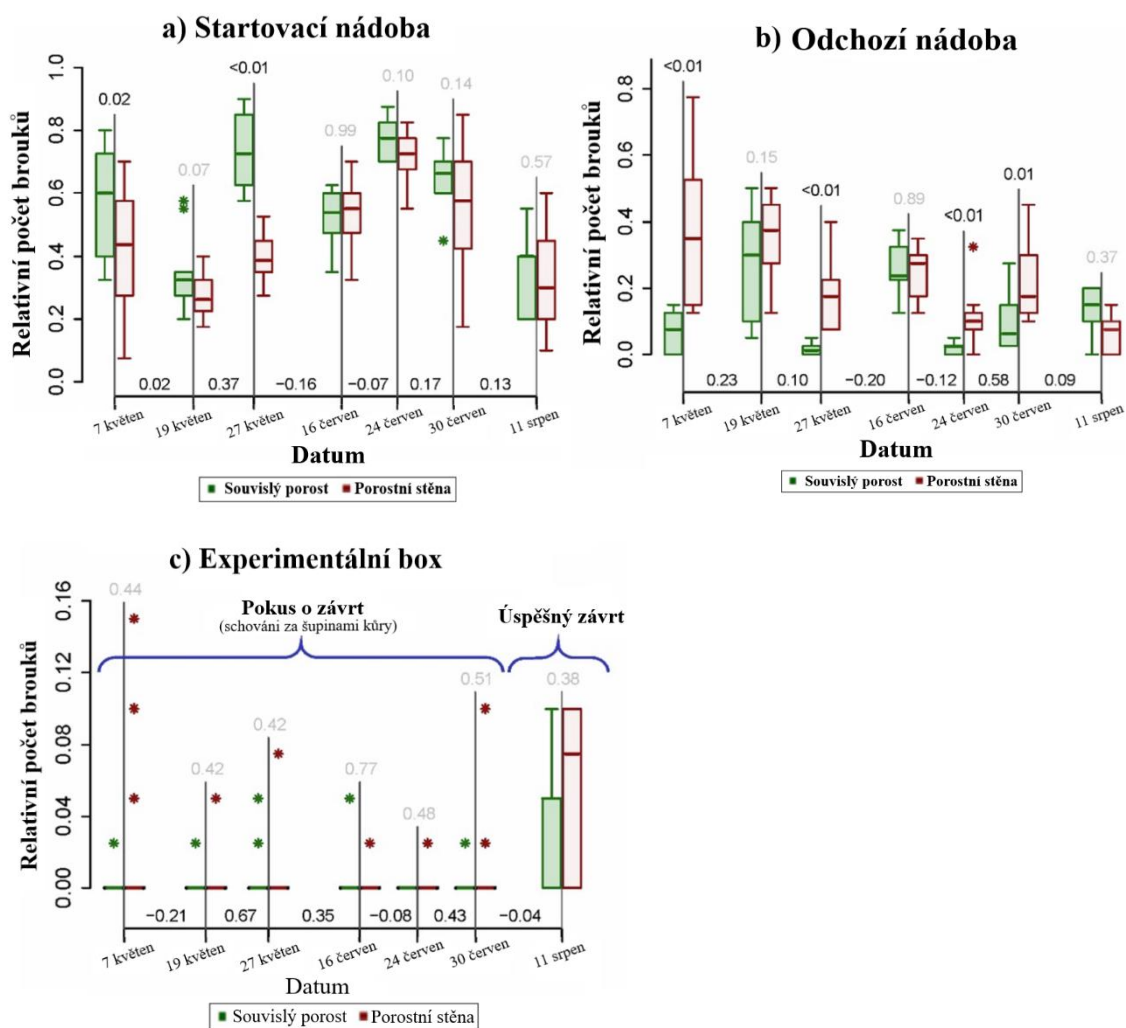 a) Startovací nádoba
Relativní počet brouků
1.0
0.8
0.6
0.4
0.2
0.0
0.02
0.07
<0.01
0.99
0.10
0.14
0.57
0.02 0.37 −0.16 −0.07 0.17 0.13
7 květen
19 květen
27 květen
16 červen
24 červen
30 červen
11 srpen
Datum
Souvislý porost Porostní stěna
b) Odchozí nádoba
Relativní počet brouků
0.8
0.6
0.4
0.2
0.0
<0.01
0.15
<0.01
0.89
<0.01
0.01
0.37
0.23 0.10 −0.20 −0.12 0.58 0.09
7 květen
19 květen
27 květen
16 červen
24 červen
30 červen
11 srpen
Datum
Souvislý porost Porostní stěna
c) Experimentální box
Relativní počet brouků
0.16
0.12
0.08
0.04
0.00
Pokus o závrt
(schováni za šupinami kůry)
Úspěšný závrt
0.44
0.42
0.42
0.77
0.48
0.51
0.38
−0.21 0.67 0.35 −0.08 0.43 −0.04
7 květen
19 květen
27 květen
16 červen
24 červen
30 červen
11 srpen
Datum
Souvislý porost Porostní stěna